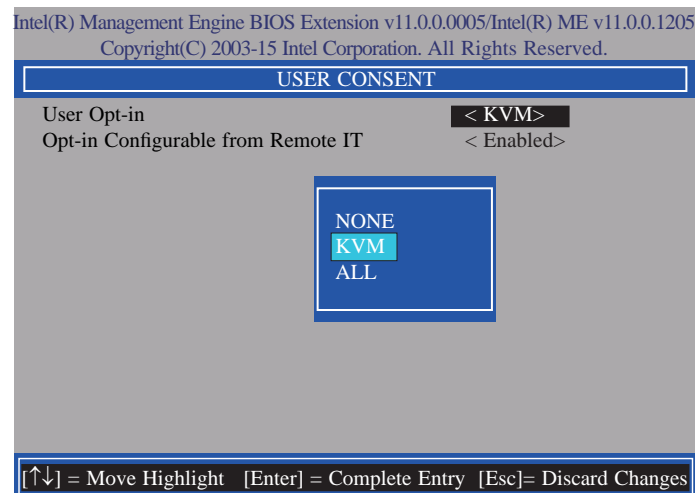 Intel(R) Management Engine BIOS Extension v11.0.0.0005/Intel(R) ME v11.0.0.1205
Copyright(C) 2003-15 Intel Corporation. All Rights Reserved.
USER CONSENT
User Opt-in < KVM>
Opt-in Configurable from Remote IT < Enabled>
NONE
KVM
ALL
[↑↓] = Move Highlight [Enter] = Complete Entry [Esc]= Discard Changes